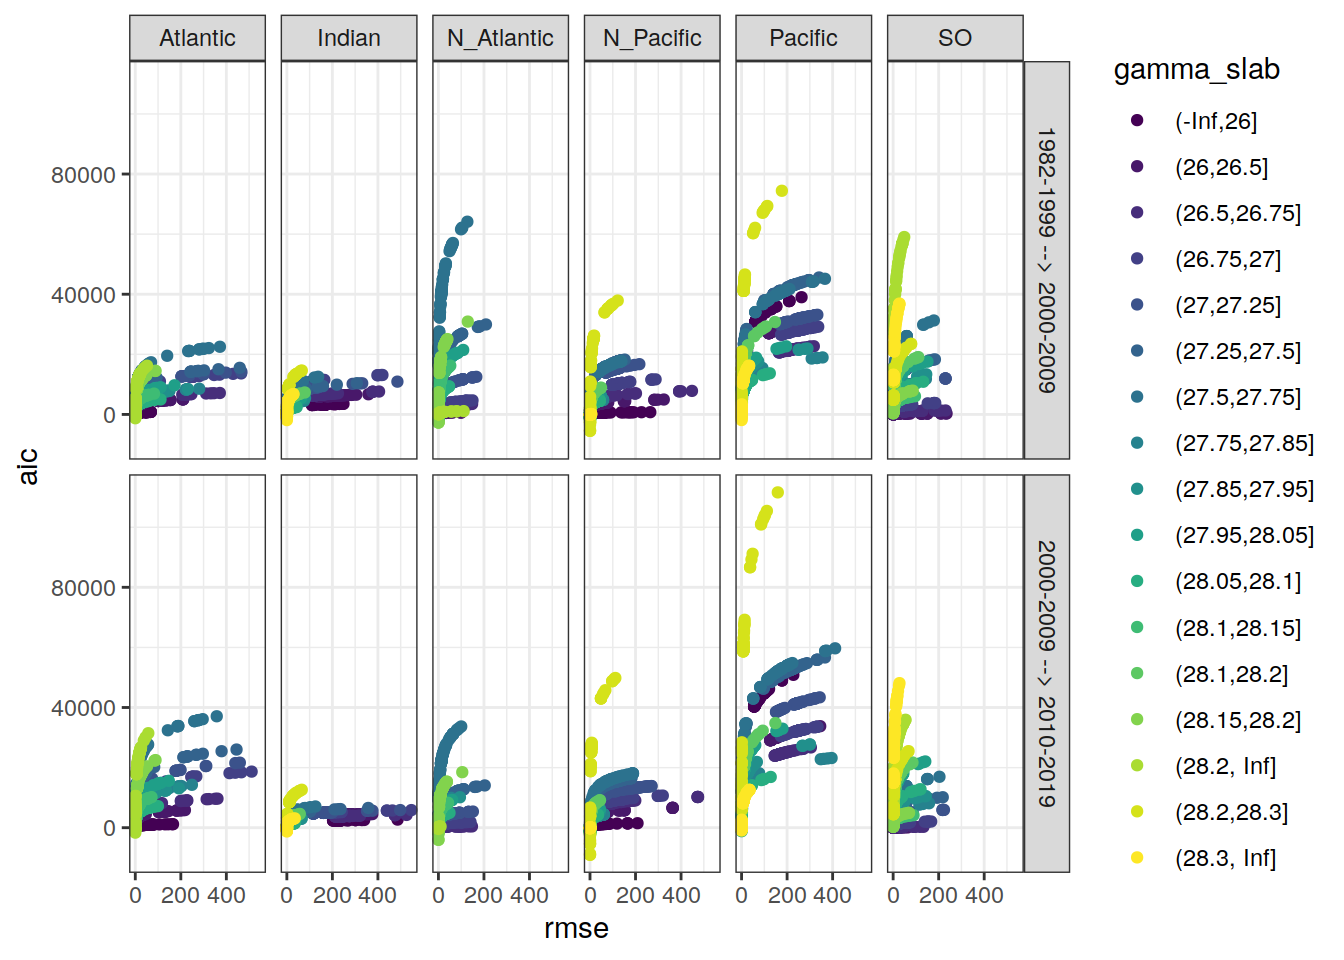 Atlantic Indian N_Atlantic N_Pacific Pacific SO
80000
40000
0
1982-1999 --> 2000-2009
80000
40000
0
2000-2009 --> 2010-2019
0 200 400 0 200 400 0 200 400 0 200 400 0 200 400 0 200 400
rmse
aic
gamma_slab
(-Inf,26]
(26,26.5]
(26.5,26.75]
(26.75,27]
(27,27.25]
(27.25,27.5]
(27.5,27.75]
(27.75,27.85]
(27.85,27.95]
(27.95,28.05]
(28.05,28.1]
(28.1,28.15]
(28.1,28.2]
(28.15,28.2]
(28.2, Inf]
(28.2,28.3]
(28.3, Inf]